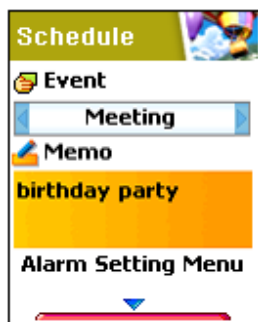 Schedule
Event
Meeting
Memo
birthday party
Alarm Setting Menu